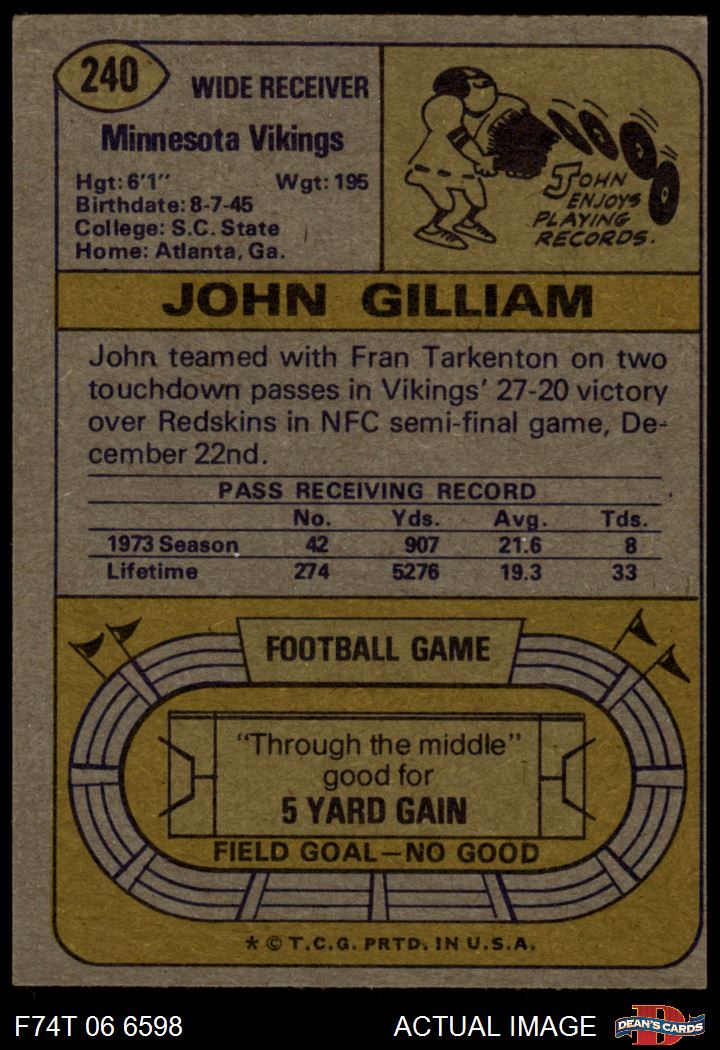 240
WIDE RECEIVER
Minnesota Vikings
Hgt: 6'1" Wgt: 195
Birthdate: 8-7-45
College: S.C. State
Home: Atlanta, Ga.
JOHN
ENJOYS
PLAYING
RECORDS.
JOHN GILLIAM
John teamed with Fran Tarkenton on two
touchdown passes in Vikings' 27-20 victory
over Redskins in NFC semi-final game, De-
cember 22nd.
PASS RECEIVING RECORD
No. Yds. Avg. Tds.
1973 Season 42 907 21.6 8
Lifetime 274 5276 19.3 33
FOOTBALL GAME
"Through the middle"
good for
5 YARD GAIN
FIELD GOAL—NO GOOD
* © T.C.G. PRTD. IN U.S.A.
F74T 06 6598 ACTUAL IMAGE D DEAN'S CARDS